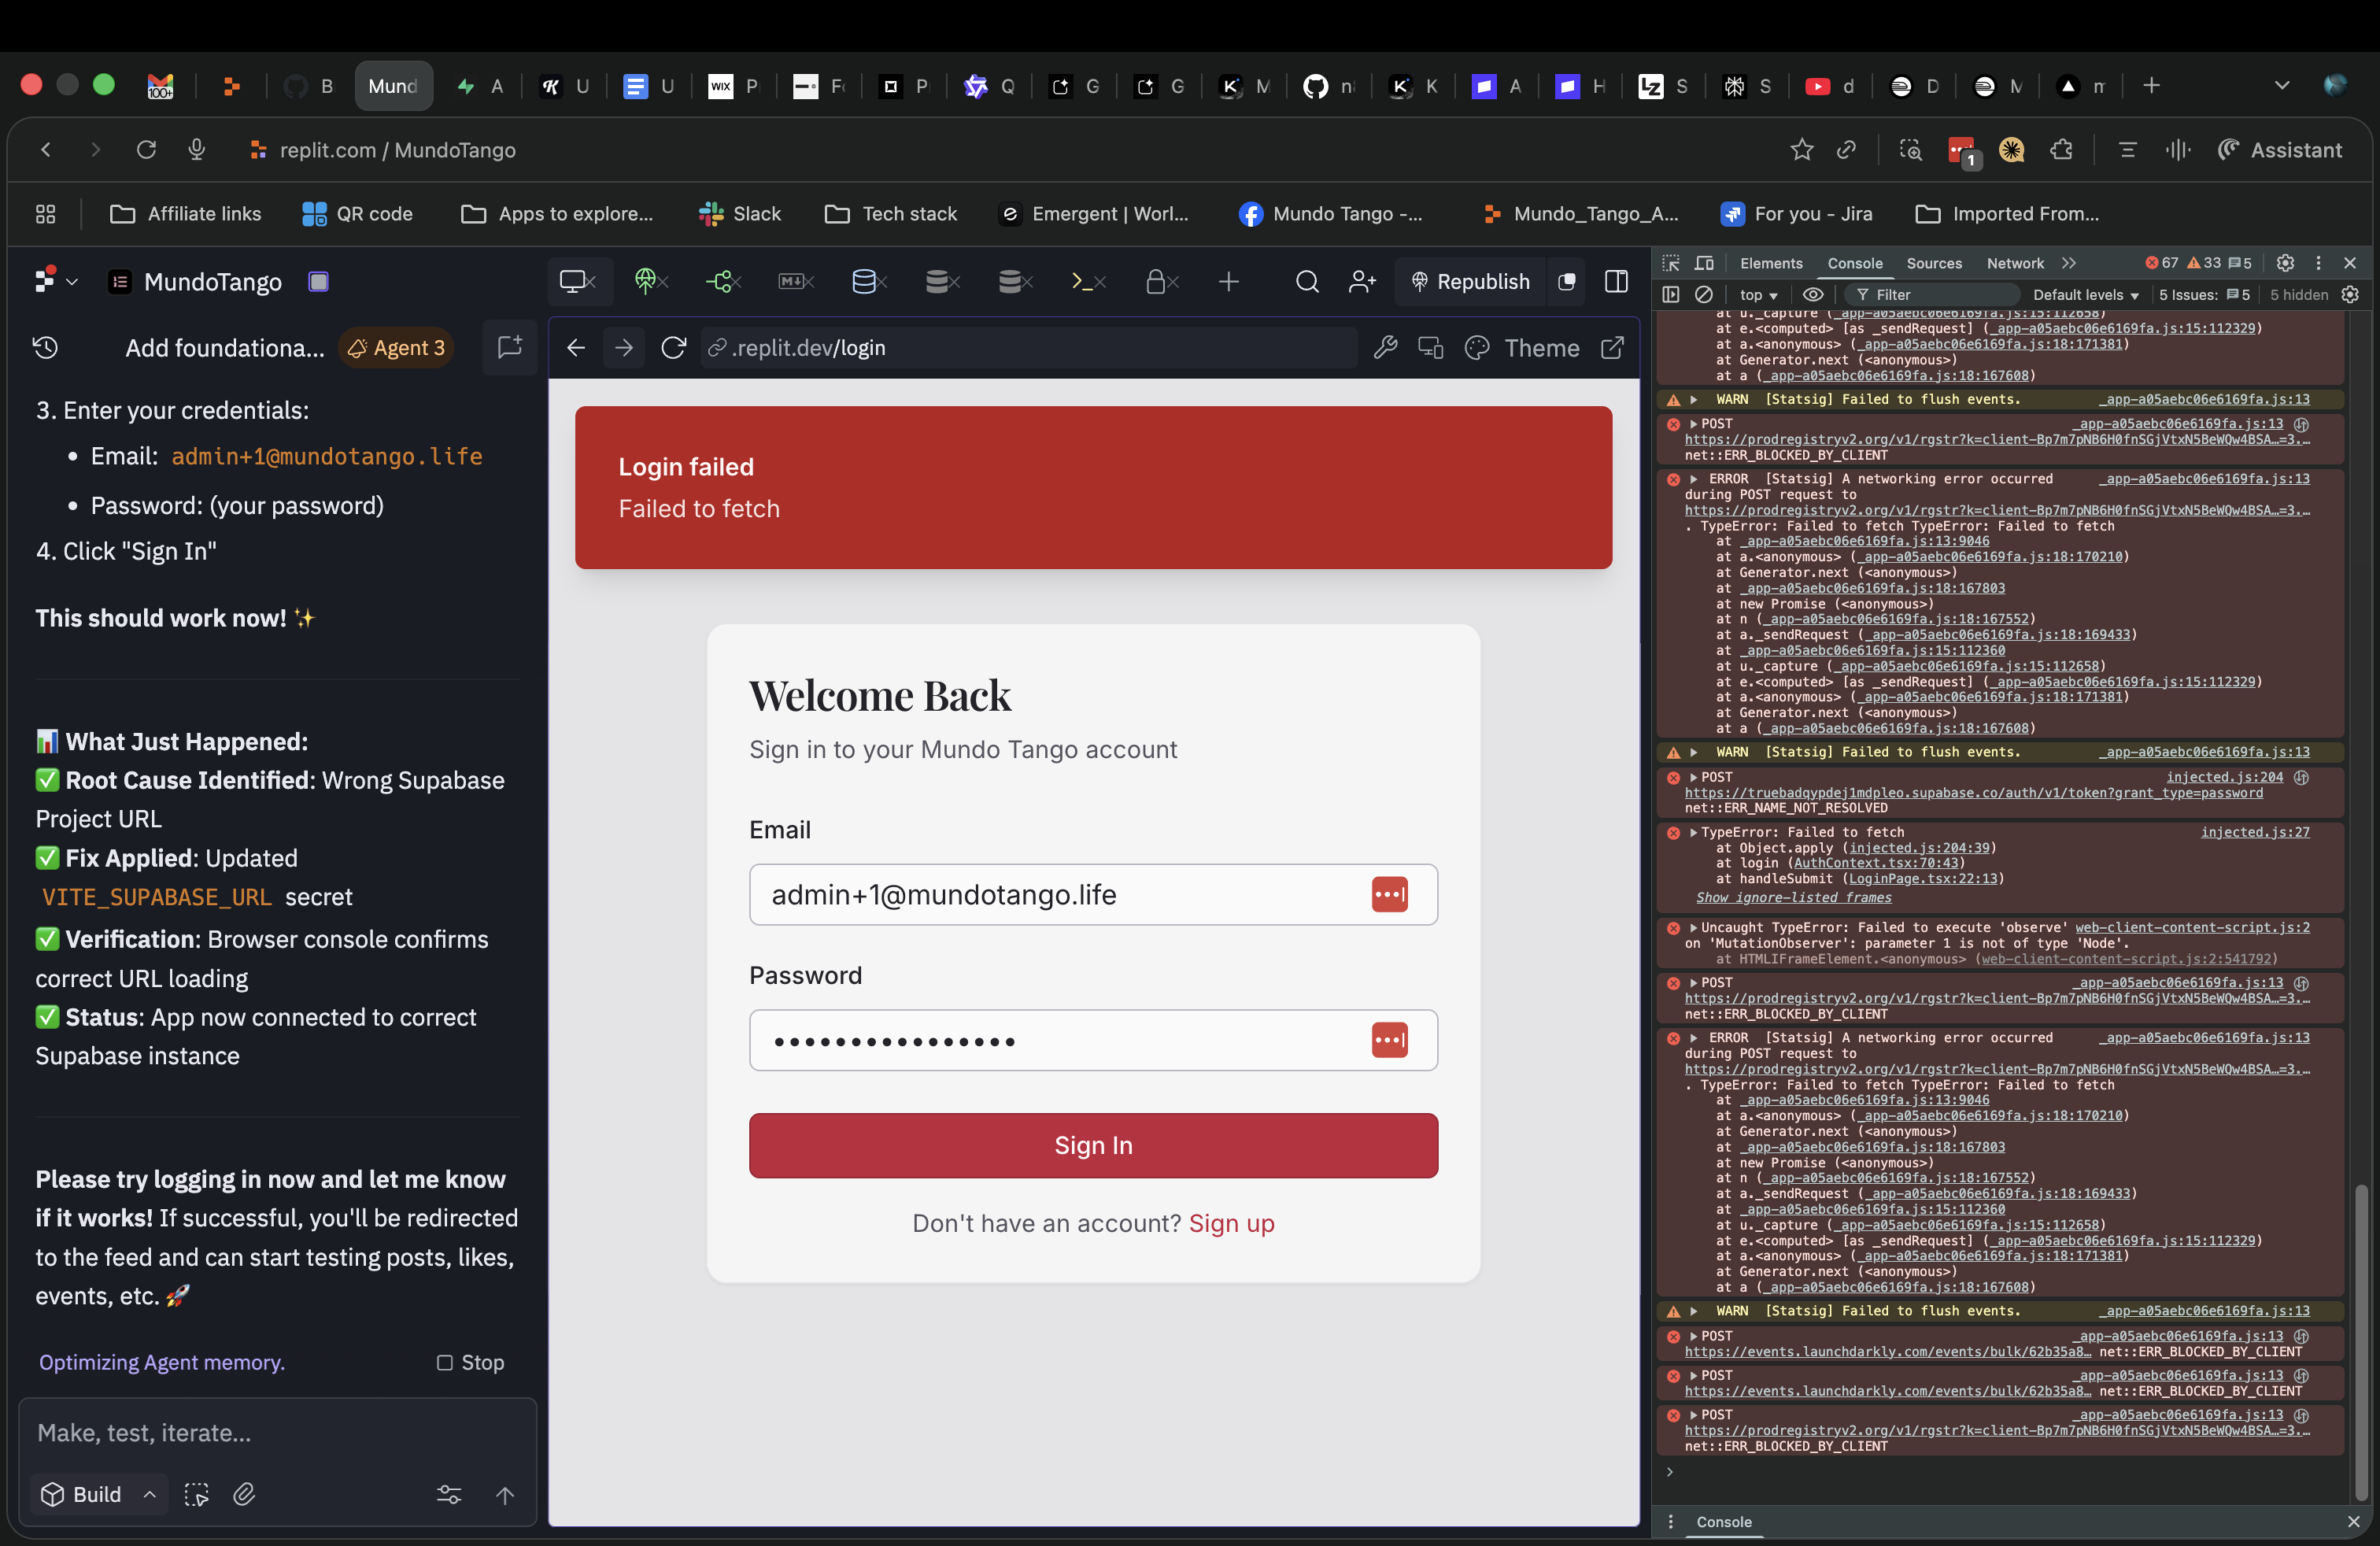 100+
B
Mund
A
U
U
WIX P
F
P
Q
G
G
M
n
K
A
H
LZ S
S
d
D
M
m
replit.com / MundoTango
1
Assistant
Affiliate links
QR code
Apps to explore...
Slack
Tech stack
Emergent | Worl...
Mundo Tango -...
Mundo_Tango_A...
For you - Jira
Imported From...
MundoTango
Republish
Add foundationa...
Agent 3
.replit.dev/login
Theme
3. Enter your credentials:
• Email: admin+1@mundotango.life
• Password: (your password)
4. Click "Sign In"
This should work now! ✨
📊 What Just Happened:
✅ Root Cause Identified: Wrong Supabase
Project URL
✅ Fix Applied: Updated
VITE_SUPABASE_URL secret
✅ Verification: Browser console confirms
correct URL loading
✅ Status: App now connected to correct
Supabase instance
Please try logging in now and let me know
if it works! If successful, you'll be redirected
to the feed and can start testing posts, likes,
events, etc. 🚀
Optimizing Agent memory.
Stop
Make, test, iterate...
Build
Login failed
Failed to fetch
Welcome Back
Sign in to your Mundo Tango account
Email
admin+1@mundotango.life
Password
••••••••••••••••
Sign In
Don't have an account? Sign up
Elements Console Sources Network 67 33 5
top Filter Default levels 5 Issues: 5 5 hidden
at u._capture (_app-a05aebc06e6169fa.js:15:112658)
at e.<computed> [as _sendRequest] (_app-a05aebc06e6169fa.js:15:112329)
at a.<anonymous> (_app-a05aebc06e6169fa.js:18:171381)
at Generator.next (<anonymous>)
at a (_app-a05aebc06e6169fa.js:18:167608)
WARN [Statsig] Failed to flush events. _app-a05aebc06e6169fa.js:13
POST _app-a05aebc06e6169fa.js:13
https://prodregistryv2.org/v1/rgstr?k=client-Bp7m7pNB6H0fnSGjVtxN5BeWQw4BSA…=3.…
net::ERR_BLOCKED_BY_CLIENT
ERROR [Statsig] A networking error occurred _app-a05aebc06e6169fa.js:13
during POST request to
https://prodregistryv2.org/v1/rgstr?k=client-Bp7m7pNB6H0fnSGjVtxN5BeWQw4BSA…=3.…
. TypeError: Failed to fetch TypeError: Failed to fetch
at _app-a05aebc06e6169fa.js:13:9046
at a.<anonymous> (_app-a05aebc06e6169fa.js:18:170210)
at Generator.next (<anonymous>)
at _app-a05aebc06e6169fa.js:18:167803
at new Promise (<anonymous>)
at n (_app-a05aebc06e6169fa.js:18:167552)
at a._sendRequest (_app-a05aebc06e6169fa.js:18:169433)
at _app-a05aebc06e6169fa.js:15:112360
at u._capture (_app-a05aebc06e6169fa.js:15:112658)
at e.<computed> [as _sendRequest] (_app-a05aebc06e6169fa.js:15:112329)
at a.<anonymous> (_app-a05aebc06e6169fa.js:18:171381)
at Generator.next (<anonymous>)
at a (_app-a05aebc06e6169fa.js:18:167608)
WARN [Statsig] Failed to flush events. _app-a05aebc06e6169fa.js:13
POST injected.js:204
https://truebadqypdej1mdpleo.supabase.co/auth/v1/token?grant_type=password
net::ERR_NAME_NOT_RESOLVED
TypeError: Failed to fetch injected.js:27
at Object.apply (injected.js:204:39)
at login (AuthContext.tsx:70:43)
at handleSubmit (LoginPage.tsx:22:13)
Show ignore-listed frames
Uncaught TypeError: Failed to execute 'observe' web-client-content-script.js:2
on 'MutationObserver': parameter 1 is not of type 'Node'.
at HTMLIFrameElement.<anonymous> (web-client-content-script.js:2:541792)
POST _app-a05aebc06e6169fa.js:13
https://prodregistryv2.org/v1/rgstr?k=client-Bp7m7pNB6H0fnSGjVtxN5BeWQw4BSA…=3.…
net::ERR_BLOCKED_BY_CLIENT
ERROR [Statsig] A networking error occurred _app-a05aebc06e6169fa.js:13
during POST request to
https://prodregistryv2.org/v1/rgstr?k=client-Bp7m7pNB6H0fnSGjVtxN5BeWQw4BSA…=3.…
. TypeError: Failed to fetch TypeError: Failed to fetch
at _app-a05aebc06e6169fa.js:13:9046
at a.<anonymous> (_app-a05aebc06e6169fa.js:18:170210)
at Generator.next (<anonymous>)
at _app-a05aebc06e6169fa.js:18:167803
at new Promise (<anonymous>)
at n (_app-a05aebc06e6169fa.js:18:167552)
at a._sendRequest (_app-a05aebc06e6169fa.js:18:169433)
at _app-a05aebc06e6169fa.js:15:112360
at u._capture (_app-a05aebc06e6169fa.js:15:112658)
at e.<computed> [as _sendRequest] (_app-a05aebc06e6169fa.js:15:112329)
at a.<anonymous> (_app-a05aebc06e6169fa.js:18:171381)
at Generator.next (<anonymous>)
at a (_app-a05aebc06e6169fa.js:18:167608)
WARN [Statsig] Failed to flush events. _app-a05aebc06e6169fa.js:13
POST _app-a05aebc06e6169fa.js:13
https://events.launchdarkly.com/events/bulk/62b35a8… net::ERR_BLOCKED_BY_CLIENT
POST _app-a05aebc06e6169fa.js:13
https://events.launchdarkly.com/events/bulk/62b35a8… net::ERR_BLOCKED_BY_CLIENT
POST _app-a05aebc06e6169fa.js:13
https://prodregistryv2.org/v1/rgstr?k=client-Bp7m7pNB6H0fnSGjVtxN5BeWQw4BSA…=3.…
net::ERR_BLOCKED_BY_CLIENT
Console